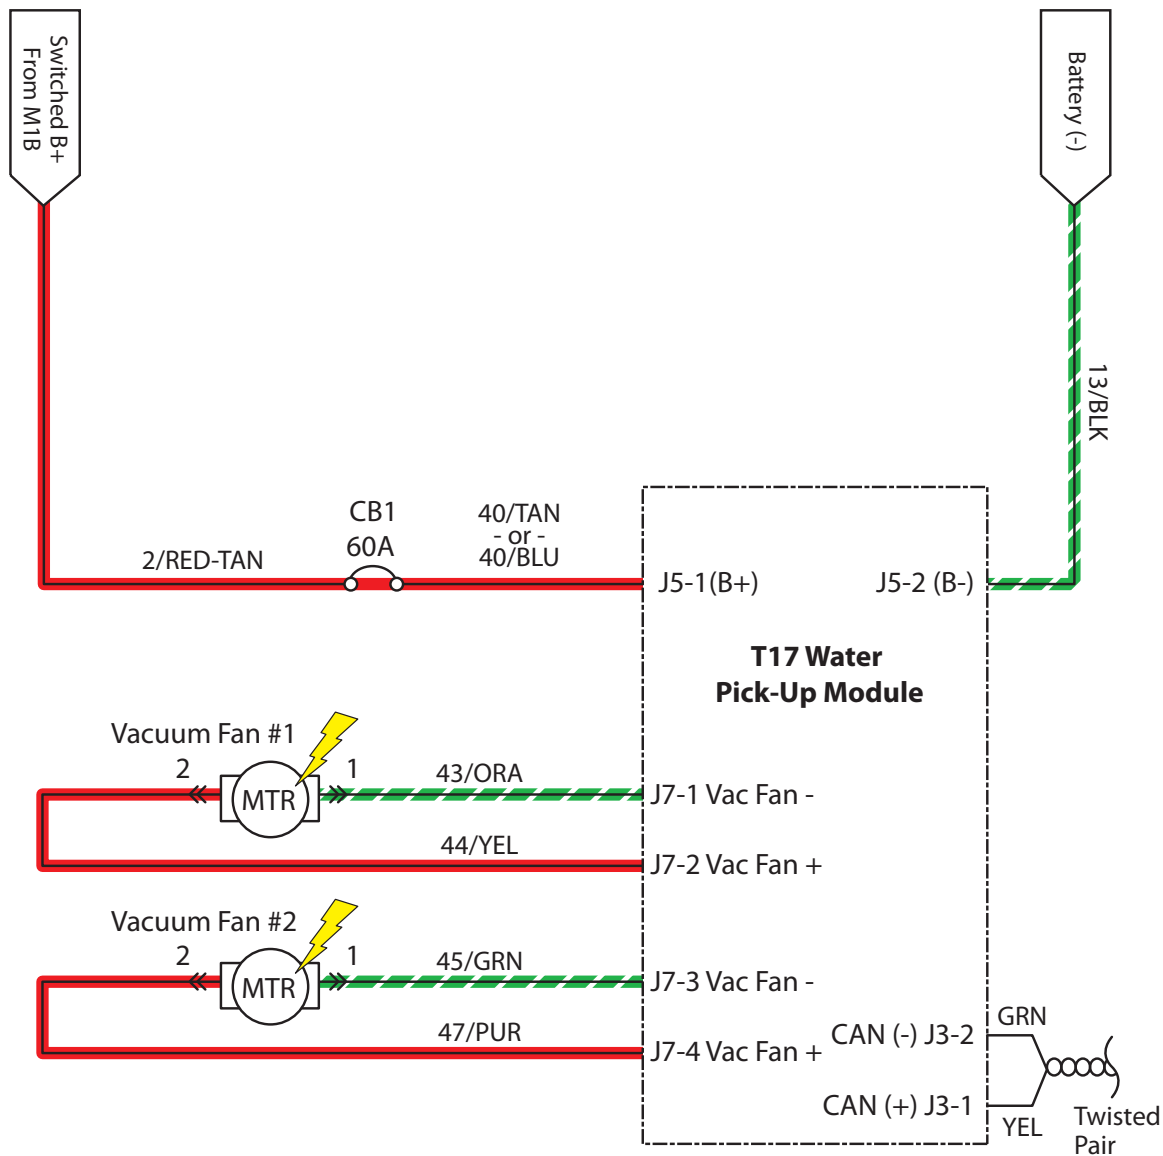 Switched B+
From M1B
Battery (-)
13/BLK
CB1
60A
2/RED-TAN
40/TAN
- or -
40/BLU
J5-1(B+)
J5-2 (B-)
T17 Water
Pick-Up Module
Vacuum Fan #1
2
1
MTR
43/ORA
J7-1 Vac Fan -
44/YEL
J7-2 Vac Fan +
Vacuum Fan #2
2
1
MTR
45/GRN
J7-3 Vac Fan -
47/PUR
J7-4 Vac Fan +
CAN (-) J3-2
GRN
CAN (+) J3-1
YEL
Twisted
Pair